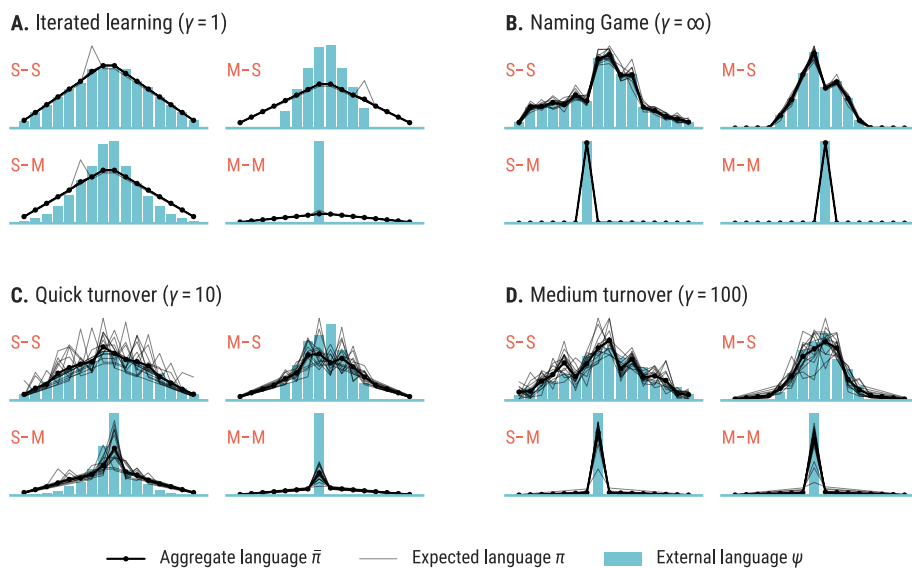 A. Iterated learning (γ = 1)
S–S
M–S
S–M
M–M
B. Naming Game (γ = ∞)
S–S
M–S
S–M
M–M
C. Quick turnover (γ = 10)
S–S
M–S
S–M
M–M
D. Medium turnover (γ = 100)
S–S
M–S
S–M
M–M
Aggregate language π̄
Expected language π
External language ψ